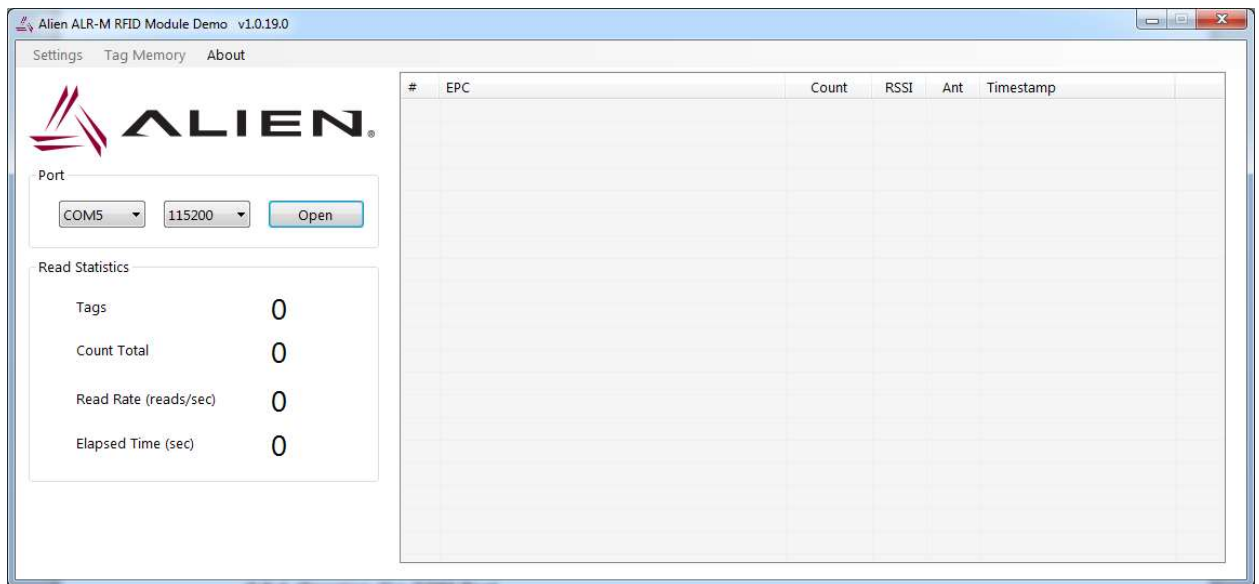 Alien ALR-M RFID Module Demo v1.0.19.0
Settings Tag Memory About
ALIEN®
Port
COM5 115200 Open
Read Statistics
Tags 0
Count Total 0
Read Rate (reads/sec) 0
Elapsed Time (sec) 0
# EPC Count RSSI Ant Timestamp